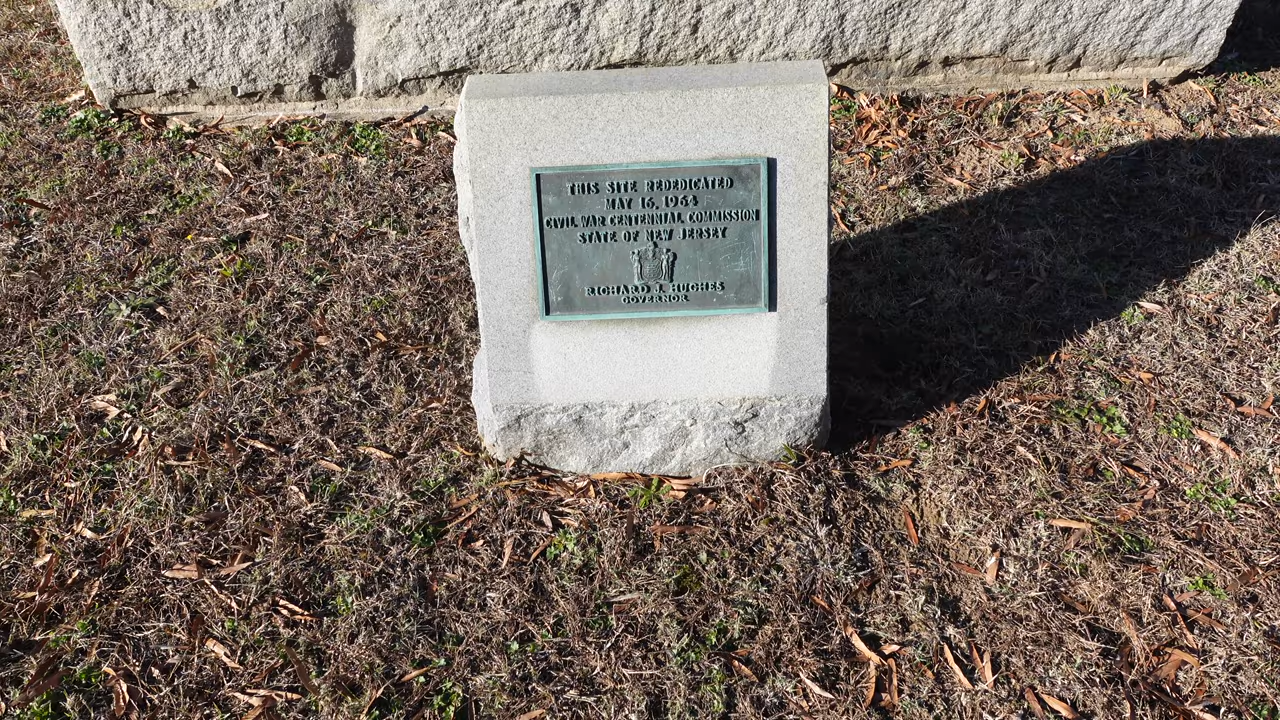 THIS SITE REDEDICATED
MAY 16, 1964
CIVIL WAR CENTENNIAL COMMISSION
STATE OF NEW JERSEY
RICHARD J. HUGHES
GOVERNOR